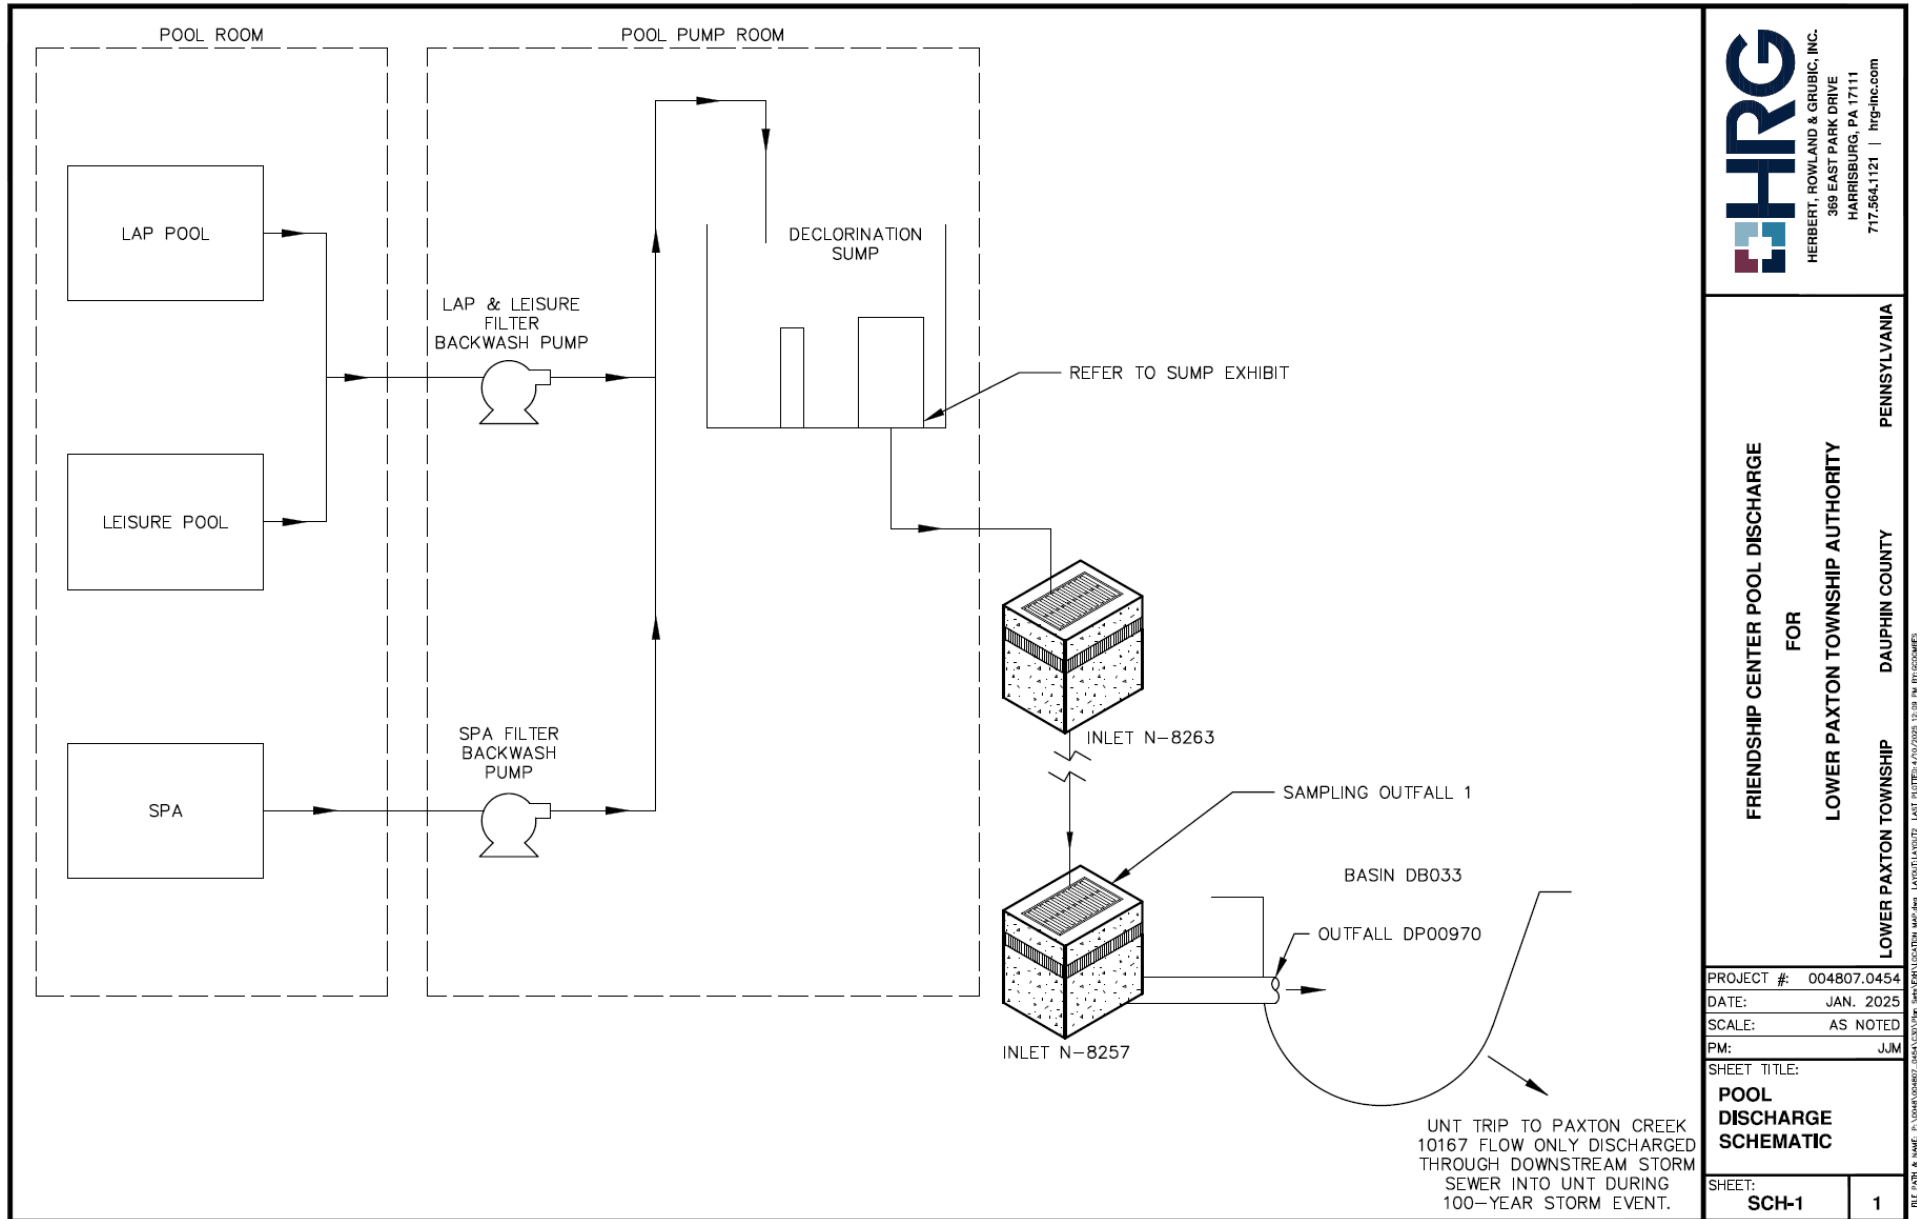 POOL ROOM
POOL PUMP ROOM
LAP POOL
LEISURE POOL
SPA
LAP & LEISURE
FILTER
BACKWASH PUMP
SPA FILTER
BACKWASH
PUMP
DECLORINATION
SUMP
REFER TO SUMP EXHIBIT
INLET N-8263
SAMPLING OUTFALL 1
BASIN DB033
OUTFALL DP00970
INLET N-8257
UNT TRIP TO PAXTON CREEK
10167 FLOW ONLY DISCHARGED
THROUGH DOWNSTREAM STORM
SEWER INTO UNT DURING
100-YEAR STORM EVENT.
HRG
HERBERT, ROWLAND & GRUBIC, INC.
369 EAST PARK DRIVE
HARRISBURG, PA 17111
717.564.1121 | hrg-inc.com
FRIENDSHIP CENTER POOL DISCHARGE
FOR
LOWER PAXTON TOWNSHIP AUTHORITY
LOWER PAXTON TOWNSHIP DAUPHIN COUNTY PENNSYLVANIA
PROJECT #: 004807.0454
DATE: JAN. 2025
SCALE: AS NOTED
PM: JJM
SHEET TITLE:
POOL
DISCHARGE
SCHEMATIC
SHEET:
SCH-1
1